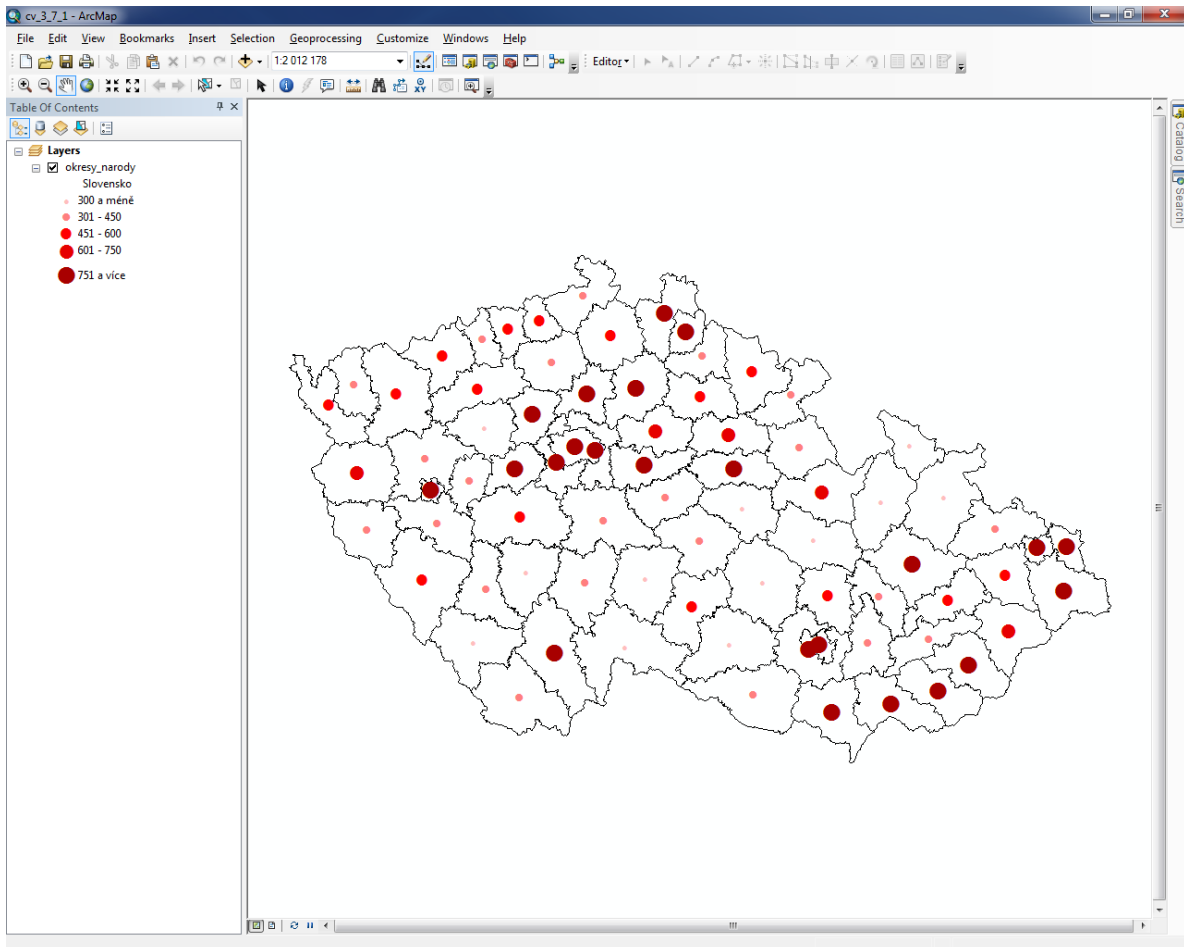 cv_3_7_1 - ArcMap
File Edit View Bookmarks Insert Selection Geoprocessing Customize Windows Help
1:2 012 178 Editor
Table Of Contents
Layers
okresy_narody
Slovensko
300 a méně
301 - 450
451 - 600
601 - 750
751 a více
Catalog
Search